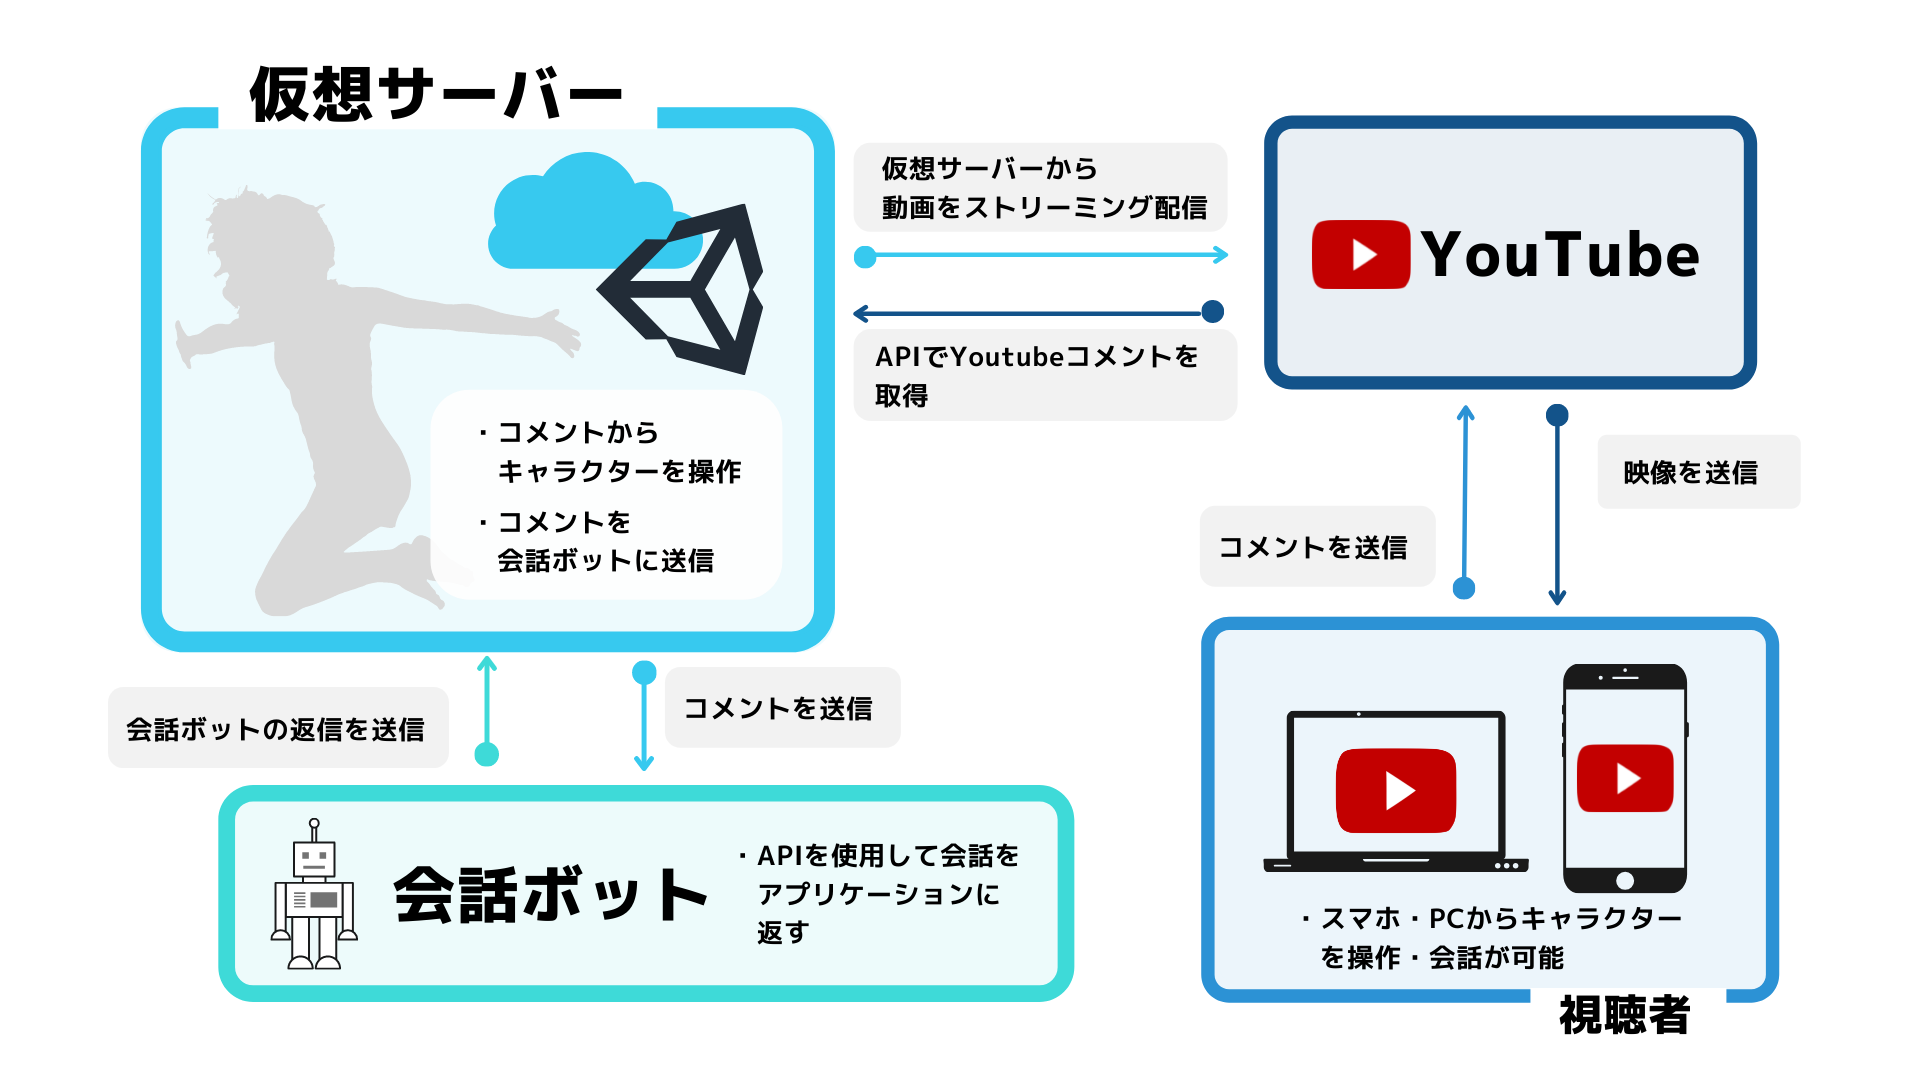 仮想サーバー
仮想サーバーから
動画をストリーミング配信
YouTube
APIでYoutubeコメントを
取得
・コメントから
キャラクターを操作
・コメントを
会話ボットに送信
映像を送信
コメントを送信
会話ボットの返信を送信
コメントを送信
会話ボット
・APIを使用して会話を
アプリケーションに
返す
・スマホ・PCからキャラクター
を操作・会話が可能
視聴者